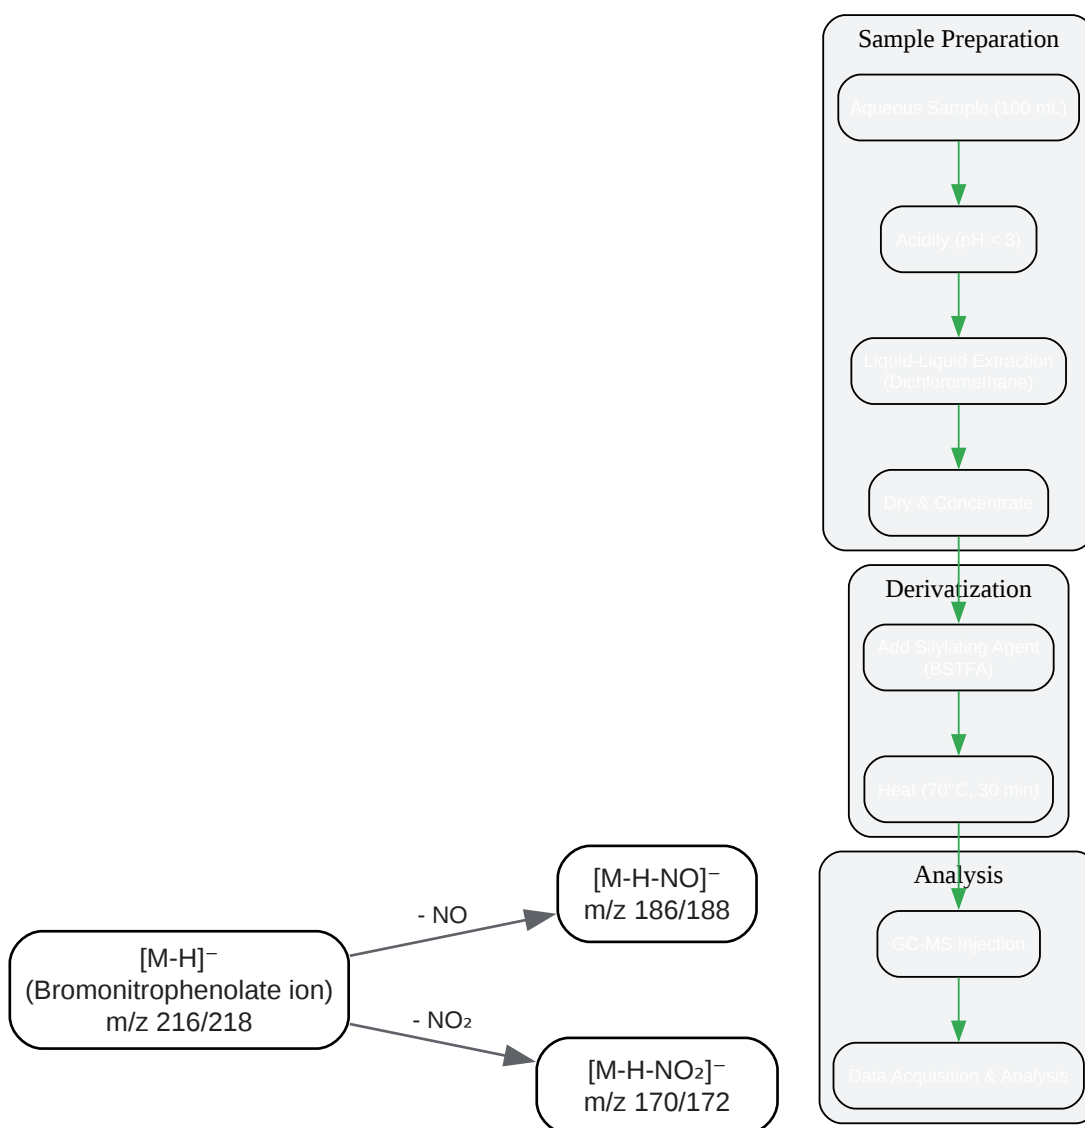 Sample Preparation
Aqueous Sample (100 mL)
Acidify (pH < 3)
Liquid-Liquid Extraction
(Dichloromethane)
Dry & Concentrate
Derivatization
Add Silylating Agent
(BSTFA)
Heat (70°C, 30 min)
Analysis
GC-MS Injection
Data Acquisition & Analysis
[M-H]⁻
(Bromonitrophenolate ion)
m/z 216/218
- NO
[M-H-NO]⁻
m/z 186/188
- NO₂
[M-H-NO₂]⁻
m/z 170/172